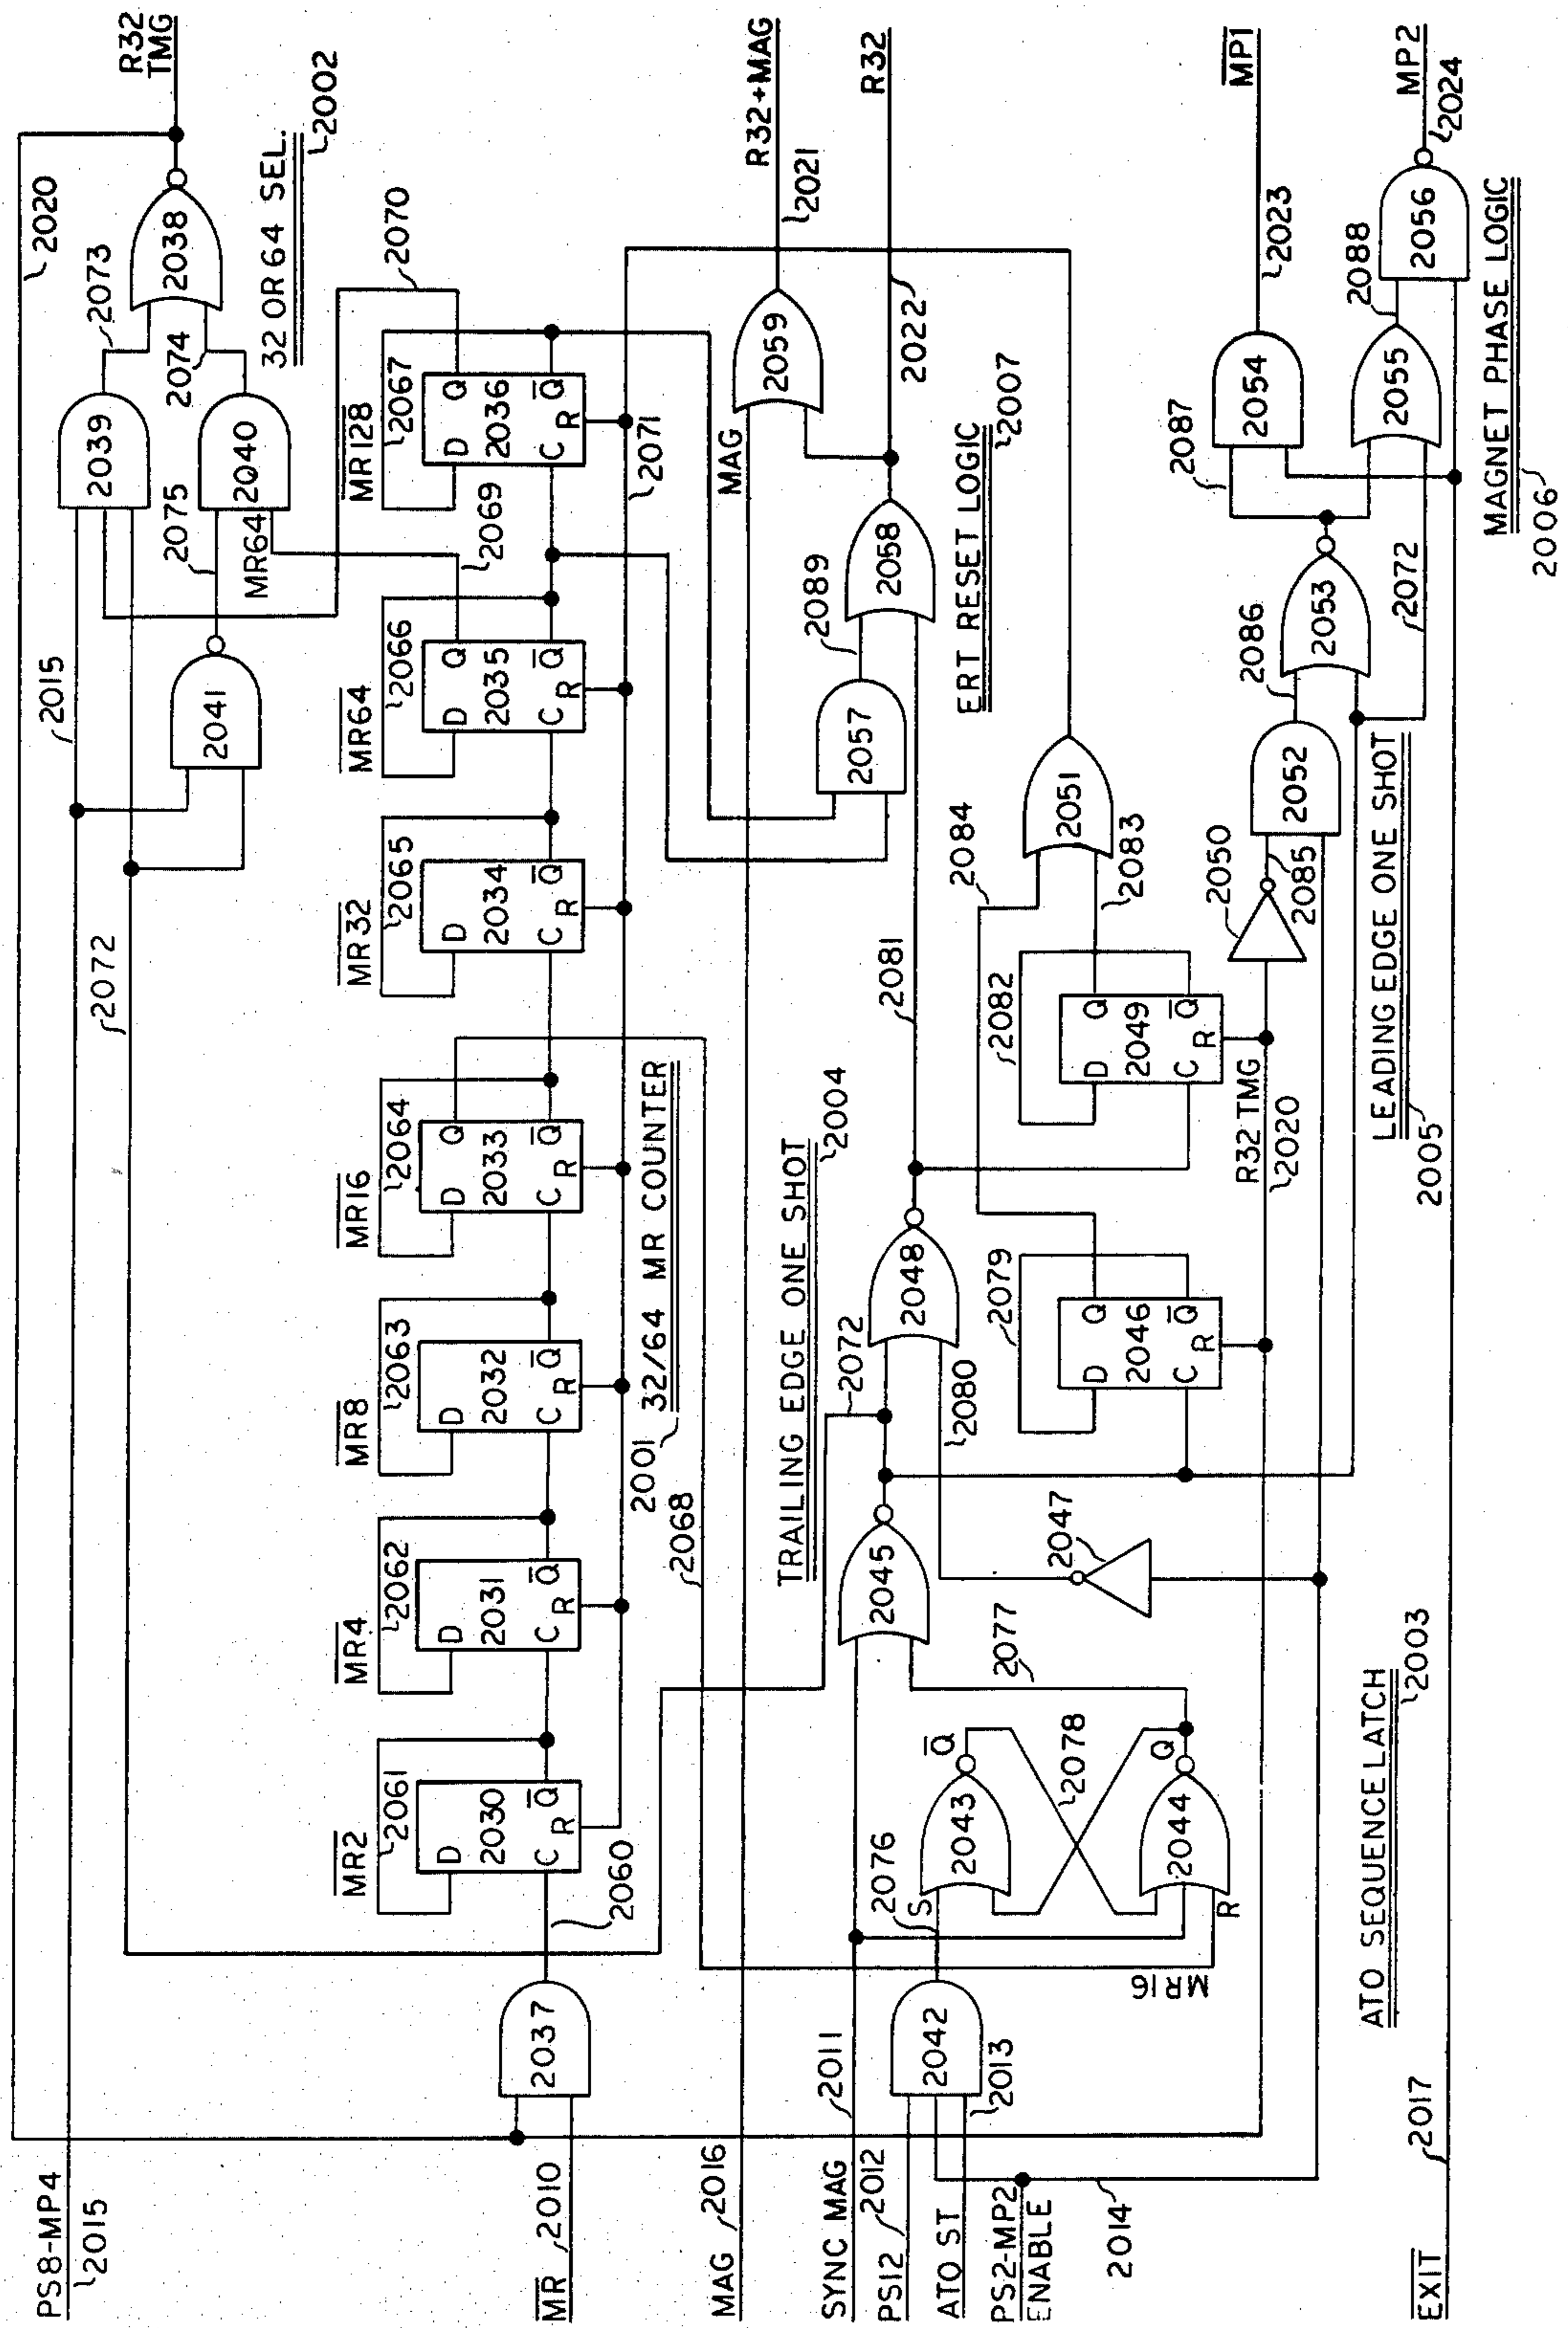 PS8-MP4
2015
2015
2072
2020
R32
TMG
2073
2038
2074
32 OR 64 SEL.
2002
2039
2075
2040
MR64
2041
2070
2069
MR
2010
2037
2060
MR2
2061
D
2030
Q
C
R
MR4
2062
D
2031
Q
C
R
MR8
2063
D
2032
Q
C
R
MR16
2064
D
Q
2033
Q
C
R
MR32
2065
D
2034
Q
C
R
MR64
2066
D
Q
2035
Q
C
R
MR128
2067
D
Q
2036
Q
C
R
2071
2001
32/64 MR COUNTER
2068
MAG
2016
MAG
2059
R32+MAG
2021
R32
2022
2057
2089
2058
ERT RESET LOGIC
2007
TRAILING EDGE ONE SHOT
2004
2072
2048
2080
2081
SYNC MAG
2011
PS12
2012
ATO ST
2013
PS2-MP2
ENABLE
2014
2042
2076
S
2043
Q
2078
2044
Q
R
MR16
2077
2045
2047
2079
D
Q
2046
Q
C
R
2082
D
Q
2049
Q
C
R
2084
2083
2051
R32 TMG
2020
2050
2085
2052
2086
2053
2072
2087
2054
2055
2088
2056
MP1
2023
MP2
2024
ATO SEQUENCE LATCH
2003
LEADING EDGE ONE SHOT
2005
MAGNET PHASE LOGIC
2006
EXIT
2017